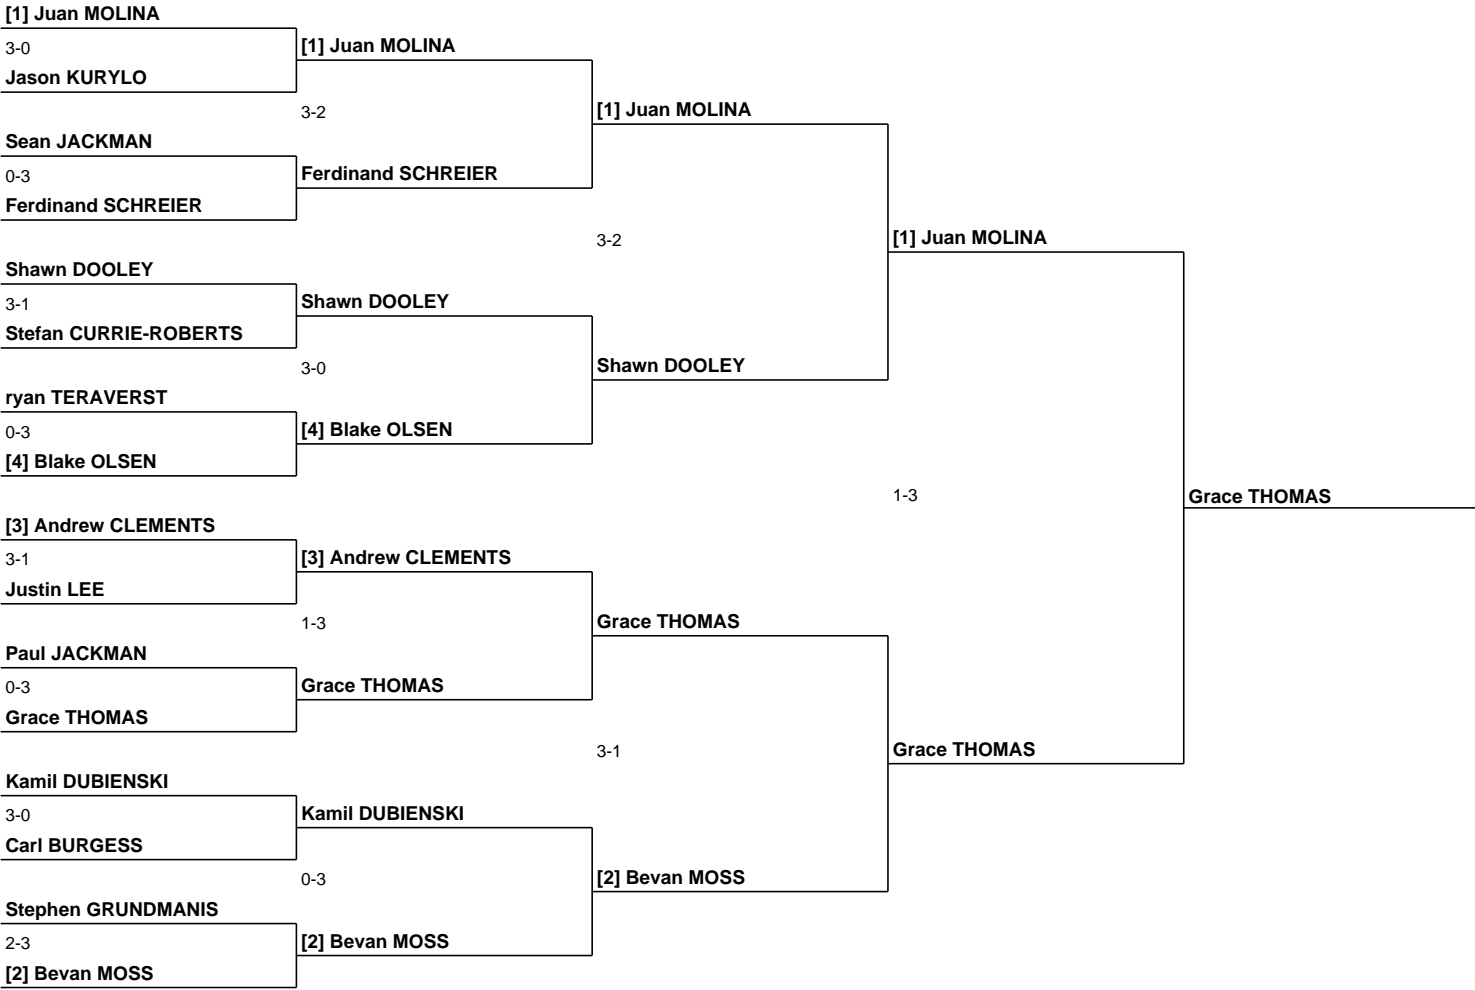 [1] Juan MOLINA
3-0
Jason KURYLO
Sean JACKMAN
0-3
Ferdinand SCHREIER
Shawn DOOLEY
3-1
Stefan CURRIE-ROBERTS
ryan TERAVERST
0-3
[4] Blake OLSEN
[3] Andrew CLEMENTS
3-1
Justin LEE
Paul JACKMAN
0-3
Grace THOMAS
Kamil DUBIENSKI
3-0
Carl BURGESS
Stephen GRUNDMANIS
2-3
[2] Bevan MOSS
[1] Juan MOLINA
3-2
Ferdinand SCHREIER
Shawn DOOLEY
3-0
[4] Blake OLSEN
[3] Andrew CLEMENTS
1-3
Grace THOMAS
Kamil DUBIENSKI
0-3
[2] Bevan MOSS
[1] Juan MOLINA
3-2
Shawn DOOLEY
Grace THOMAS
3-1
[2] Bevan MOSS
[1] Juan MOLINA
1-3
Grace THOMAS
Grace THOMAS